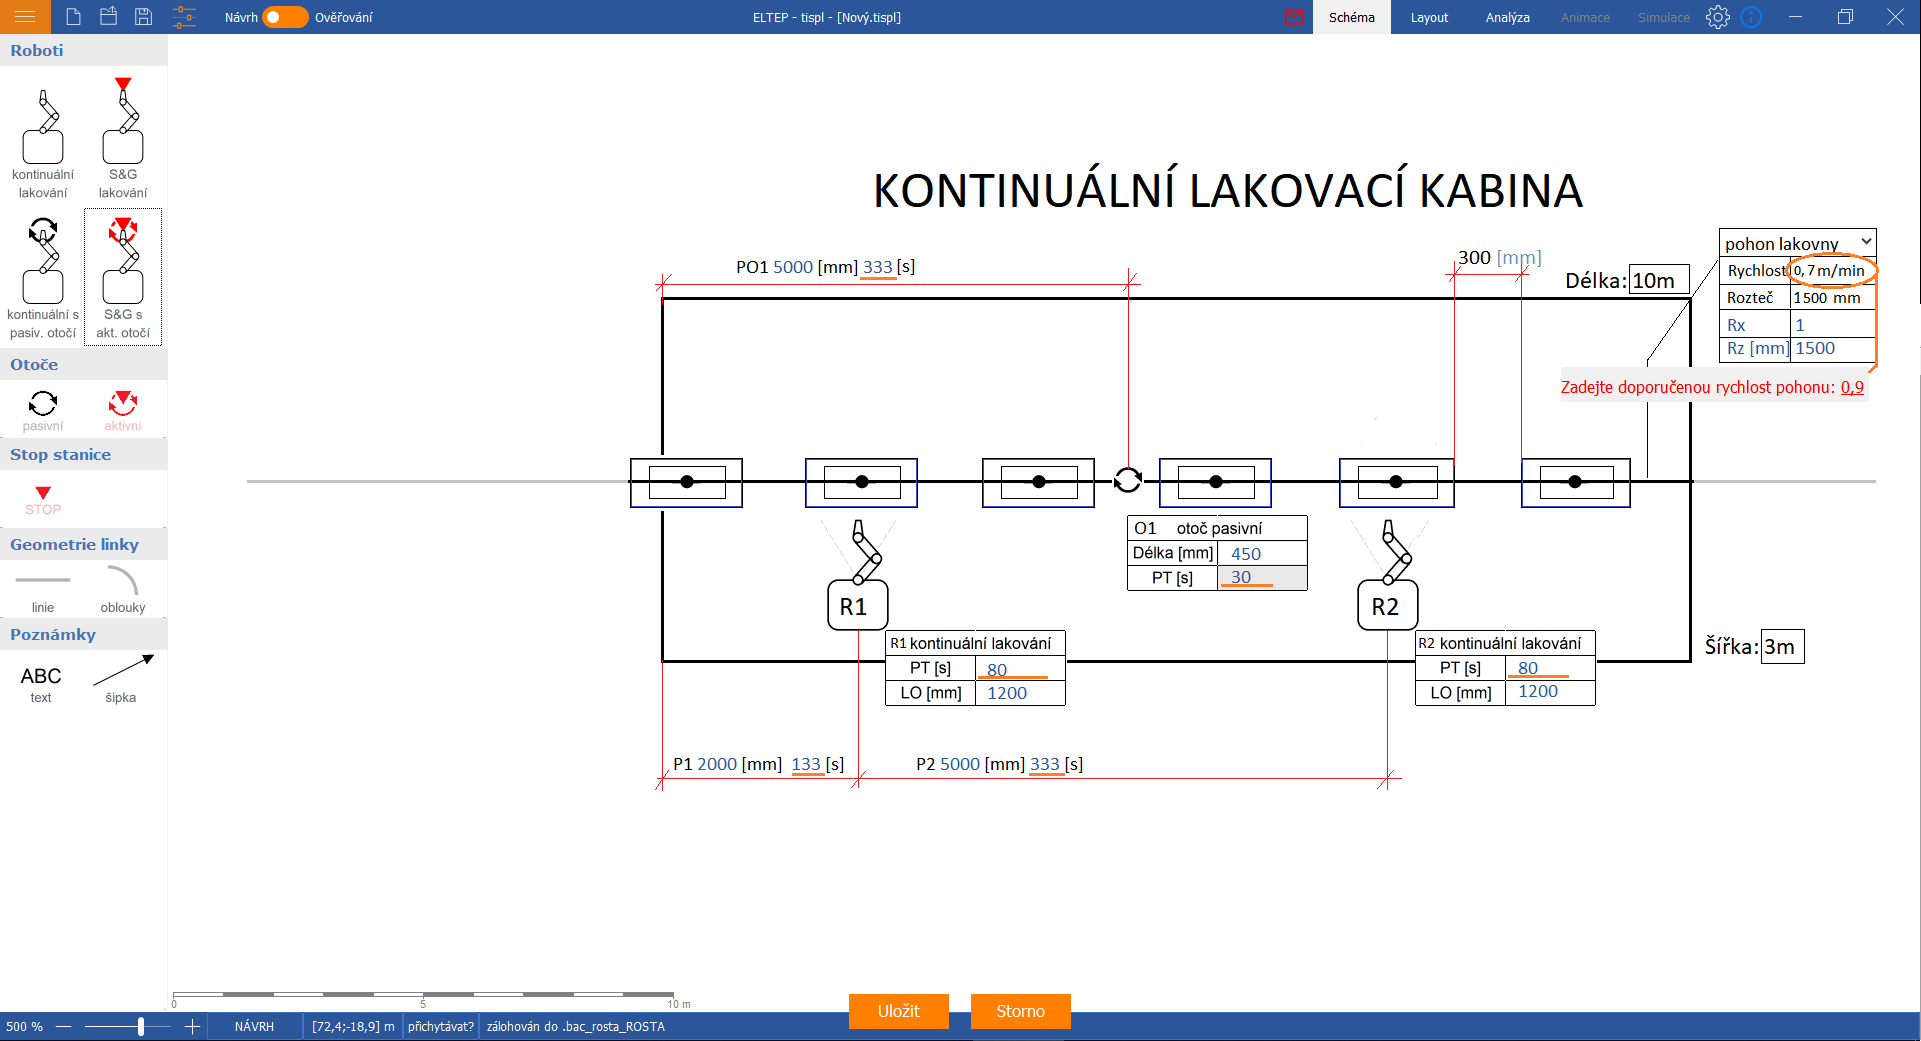 Návrh Ověřování
ELTEP - tispl - [Nový.tispl]
Schéma Layout Analýza Animace Simulace
Roboti
kontinuální lakování
S&G lakování
kontinuální s pasiv. otočí
S&G s akt. otočí
Otoče
pasivní aktivní
Stop stanice
STOP
Geometrie linky
linie oblouky
Poznámky
ABC
text šipka
KONTINUÁLNÍ LAKOVACÍ KABINA
PO1 5000 [mm] 333 [s]
300 [mm]
Délka: 10m
pohon lakovny
Rychlost 0,7 m/min
Rozteč 1500 mm
Rx 1
Rz [mm] 1500
Zadejte doporučenou rychlost pohonu: 0,9
O1 otoč pasivní
Délka [mm] 450
PT [s] 30
R1
R2
R1 kontinuální lakování
PT [s] 80
LO [mm] 1200
R2 kontinuální lakování
PT [s] 80
LO [mm] 1200
Šířka: 3m
P1 2000 [mm] 133 [s]
P2 5000 [mm] 333 [s]
0 5 10 m
Uložit Storno
500 % NÁVRH [72,4;-18,9] m přichytávat? zálohován do .bac_rosta_ROSTA